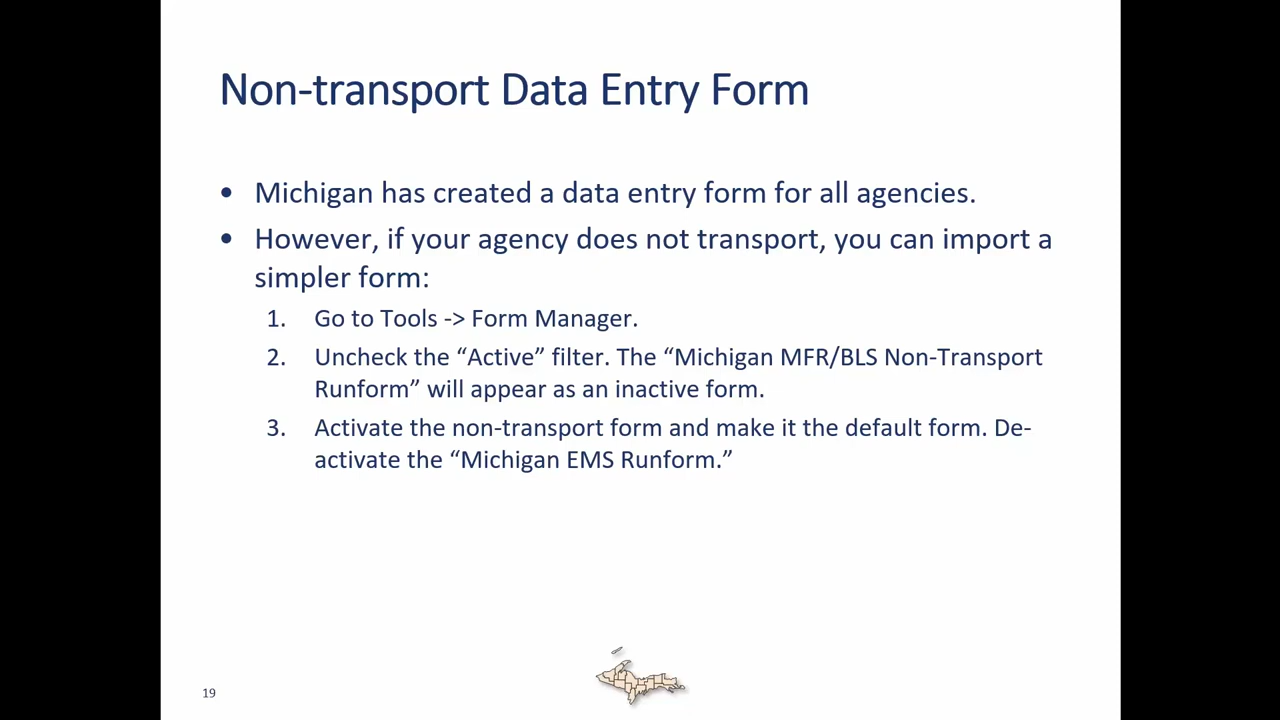 Non-transport Data Entry Form
• Michigan has created a data entry form for all agencies.
• However, if your agency does not transport, you can import a
simpler form:
1. Go to Tools -> Form Manager.
2. Uncheck the “Active” filter. The “Michigan MFR/BLS Non-Transport
Runform” will appear as an inactive form.
3. Activate the non-transport form and make it the default form. De-
activate the “Michigan EMS Runform.”
19